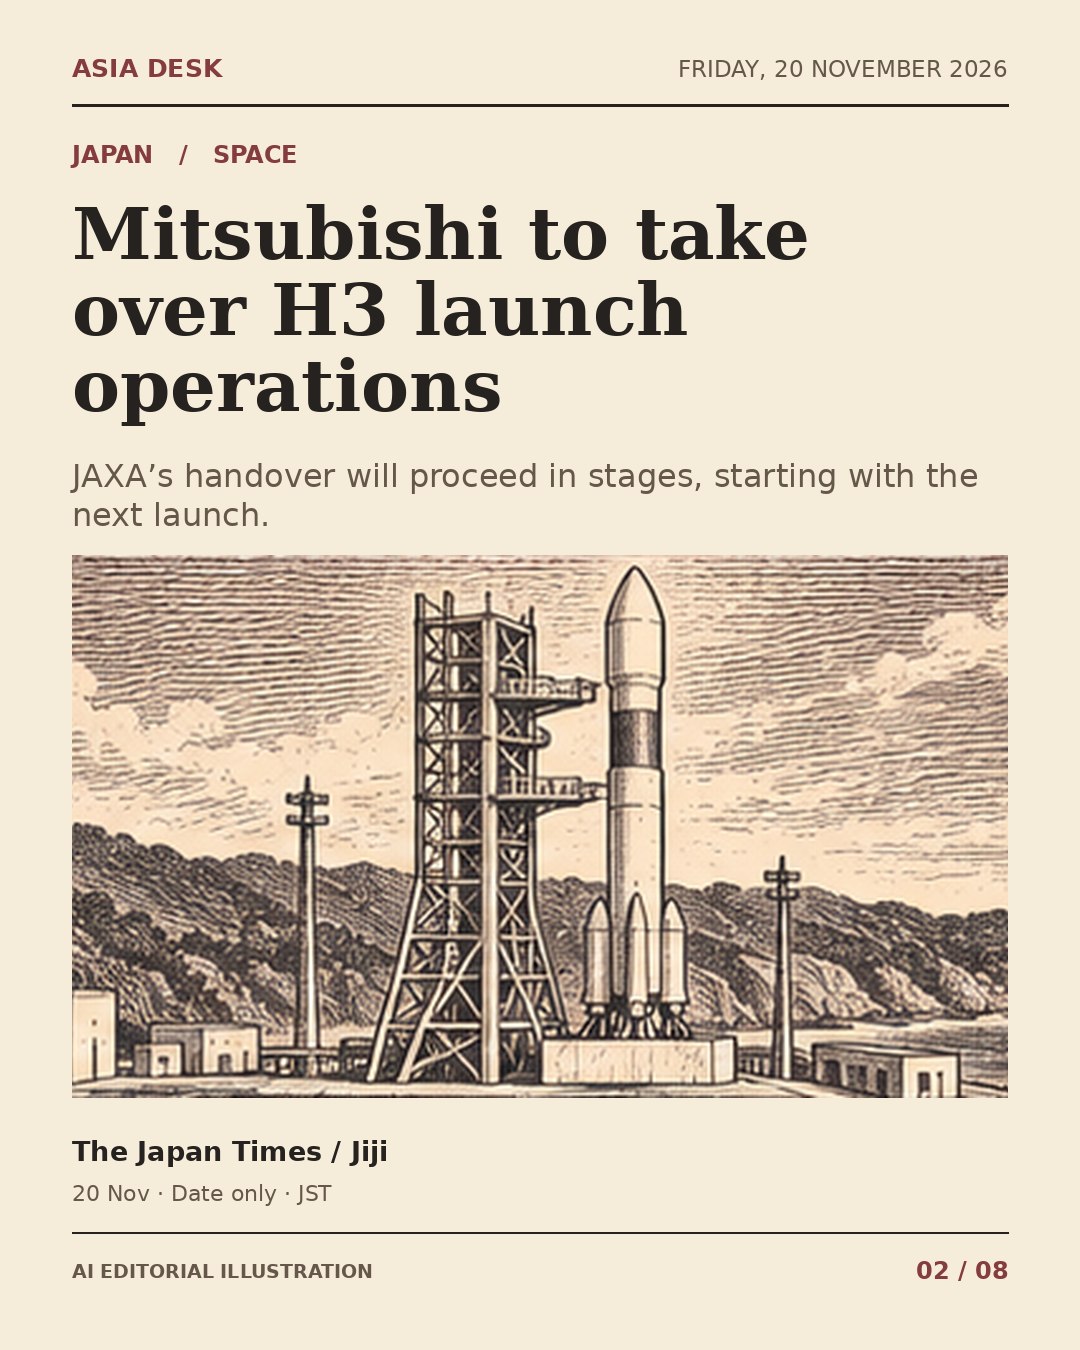 ASIA DESK
FRIDAY, 20 NOVEMBER 2026
JAPAN / SPACE
Mitsubishi to take
over H3 launch
operations
JAXA’s handover will proceed in stages, starting with the
next launch.
The Japan Times / Jiji
20 Nov · Date only · JST
AI EDITORIAL ILLUSTRATION
02 / 08